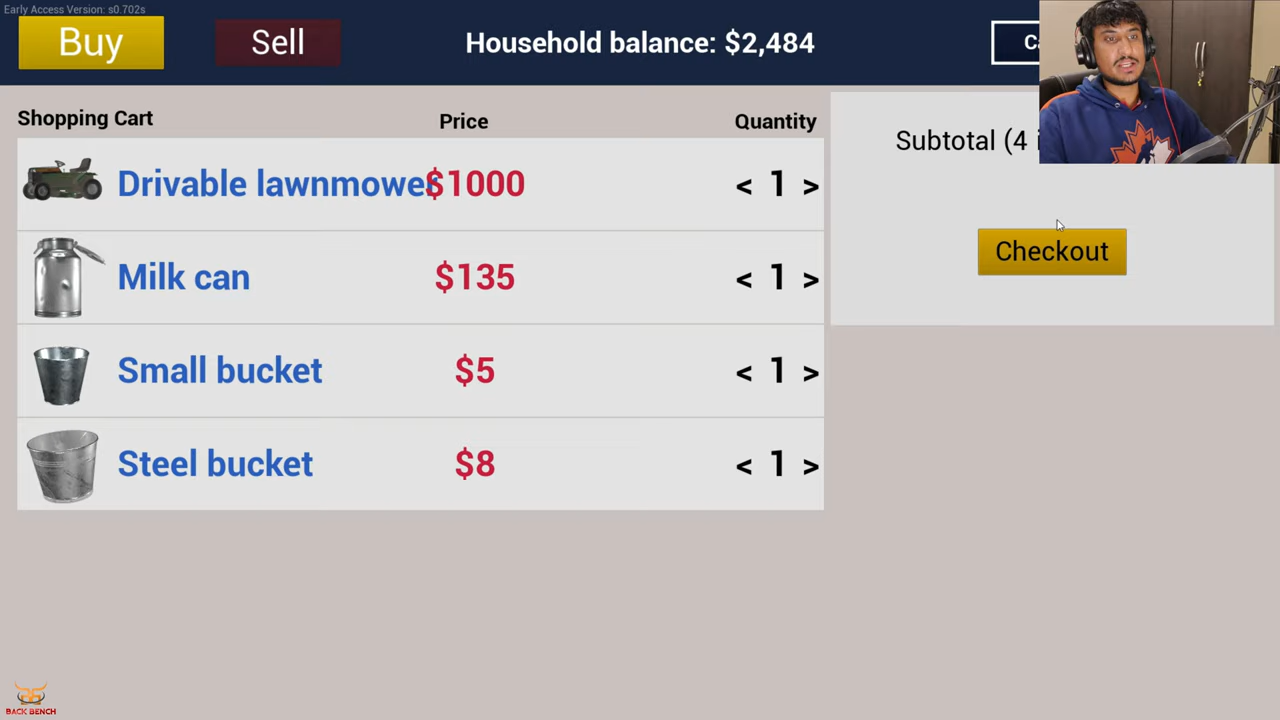 Early Access Version: s0.702s
Buy Sell Household balance: $2,484
Shopping Cart Price Quantity
Subtotal (4
Drivable lawnmower $1000 < 1 >
Checkout
Milk can $135 < 1 >
Small bucket $5 < 1 >
Steel bucket $8 < 1 >
BACK BENCH